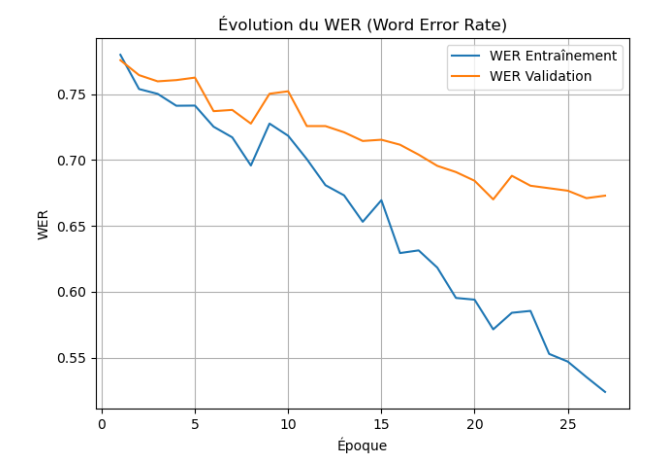 Évolution du WER (Word Error Rate)
WER Entraînement
WER Validation
0.75
0.70
0.65
0.60
0.55
WER
0
5
10
15
20
25
Époque